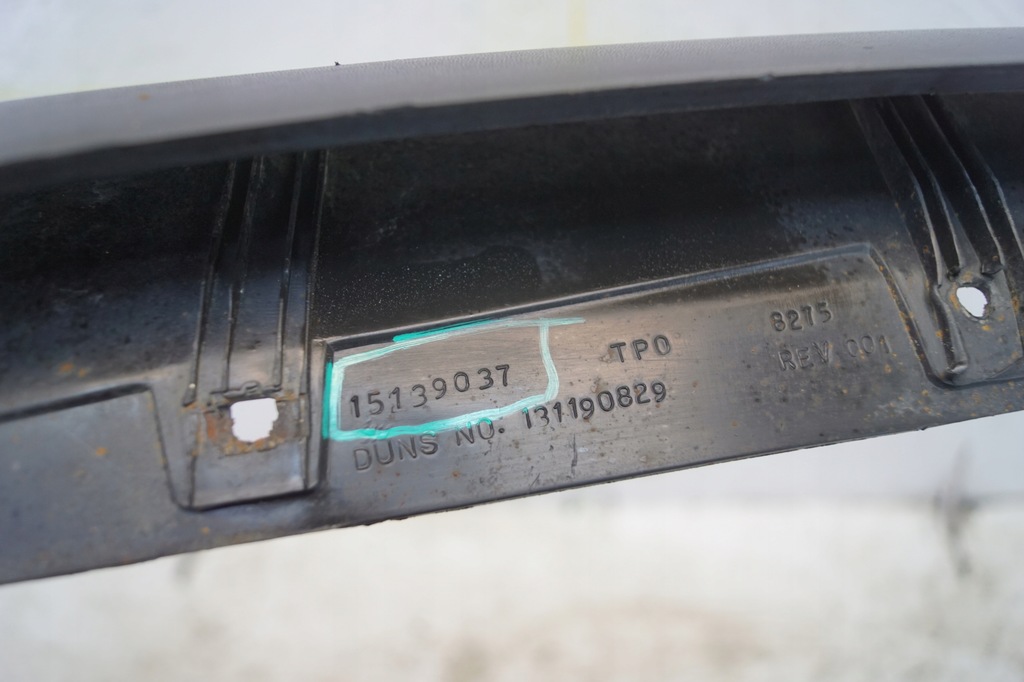 15139037 TPO 8275
DUNS NO. 131190829 REV 001